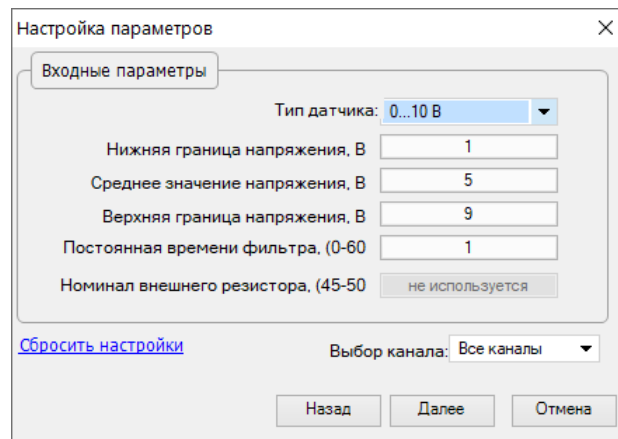 Настройка параметров
Входные параметры
Тип датчика: 0...10 В
Нижняя граница напряжения, В 1
Среднее значение напряжения, В 5
Верхняя граница напряжения, В 9
Постоянная времени фильтра, (0-60 1
Номинал внешнего резистора, (45-50 не используется
Сбросить настройки Выбор канала: Все каналы
Назад Далее Отмена